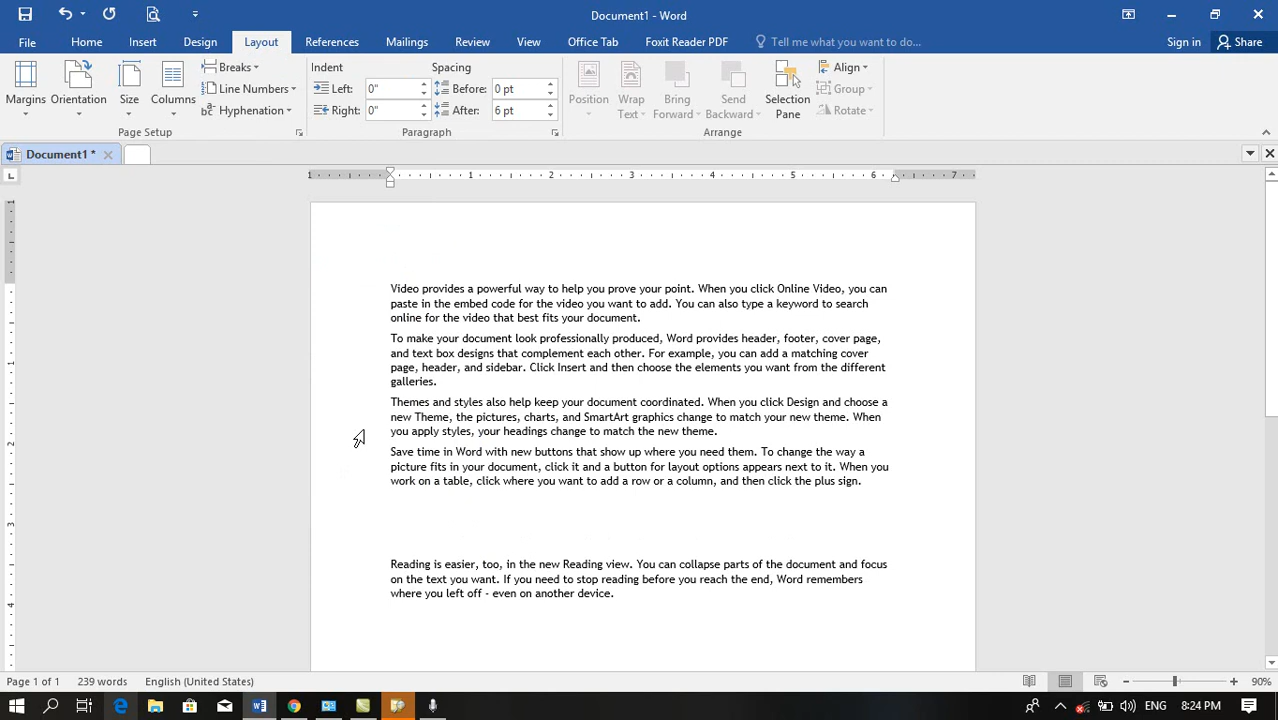 Document1 - Word
File Home Insert Design Layout References Mailings Review View Office Tab Foxit Reader PDF Tell me what you want to do... Sign in Share
Margins Orientation Size Columns
Breaks
Line Numbers
Hyphenation
Page Setup
Indent Spacing
Left: 0" Before: 0 pt
Right: 0" After: 6 pt
Paragraph
Position Wrap Text Bring Forward Send Backward Selection Pane
Align
Group
Rotate
Arrange
Document1 *
1 1 2 3 4 5 6 7
Video provides a powerful way to help you prove your point. When you click Online Video, you can
paste in the embed code for the video you want to add. You can also type a keyword to search
online for the video that best fits your document.
To make your document look professionally produced, Word provides header, footer, cover page,
and text box designs that complement each other. For example, you can add a matching cover
page, header, and sidebar. Click Insert and then choose the elements you want from the different
galleries.
Themes and styles also help keep your document coordinated. When you click Design and choose a
new Theme, the pictures, charts, and SmartArt graphics change to match your new theme. When
you apply styles, your headings change to match the new theme.
Save time in Word with new buttons that show up where you need them. To change the way a
picture fits in your document, click it and a button for layout options appears next to it. When you
work on a table, click where you want to add a row or a column, and then click the plus sign.
Reading is easier, too, in the new Reading view. You can collapse parts of the document and focus
on the text you want. If you need to stop reading before you reach the end, Word remembers
where you left off - even on another device.
1
1
2
3
4
Page 1 of 1 239 words English (United States) 90%
ENG 8:24 PM